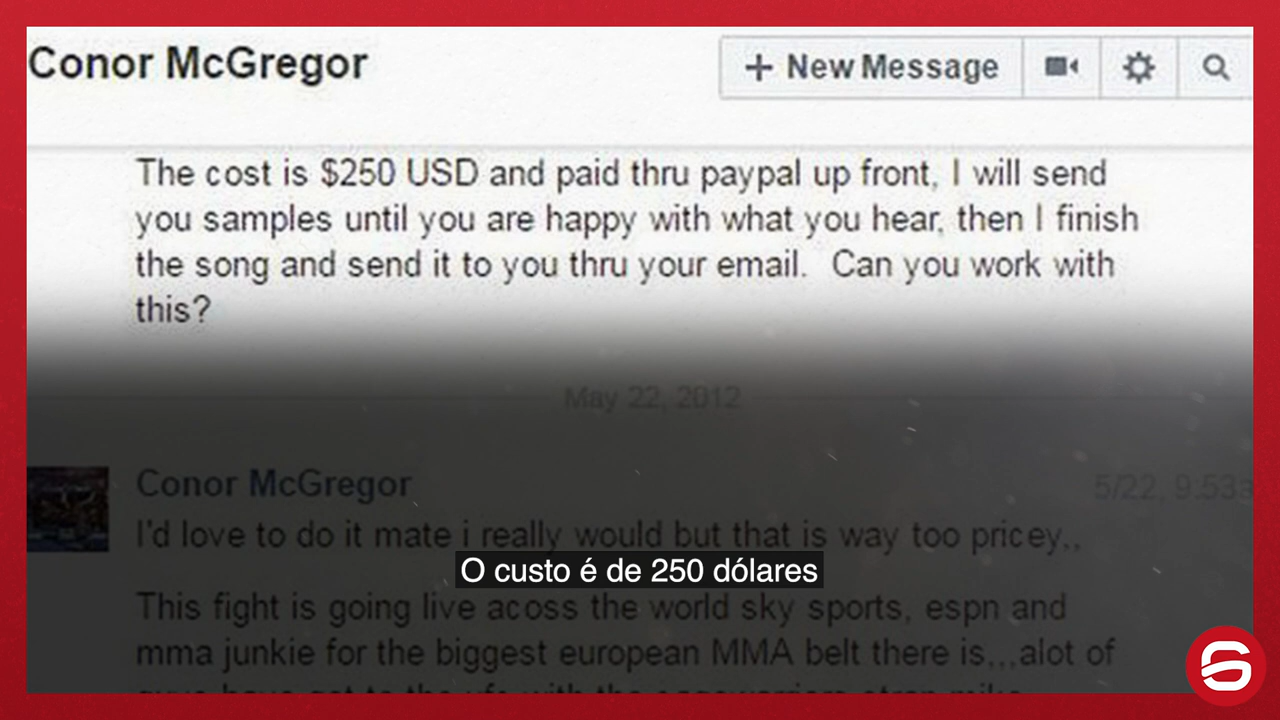 Conor McGregor
+ New Message
The cost is $250 USD and paid thru paypal up front, I will send
you samples until you are happy with what you hear, then I finish
the song and send it to you thru your email. Can you work with
this?
May 22, 2012
Conor McGregor
5/22, 9:53a
I'd love to do it mate i really would but that is way too pricey,,
O custo é de 250 dólares
This fight is going live acoss the world sky sports, espn and
mma junkie for the biggest european MMA belt there is...alot of